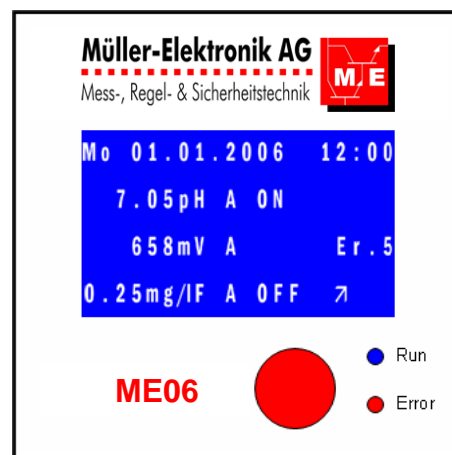 Müller-Elektronik AG
Mess-, Regel- & Sicherheitstechnik
M.E
Mo 01.01.2006 12:00
7.05pH A ON
658mV A Er.5
0.25mg/lF A OFF ↗
Run
ME06
Error